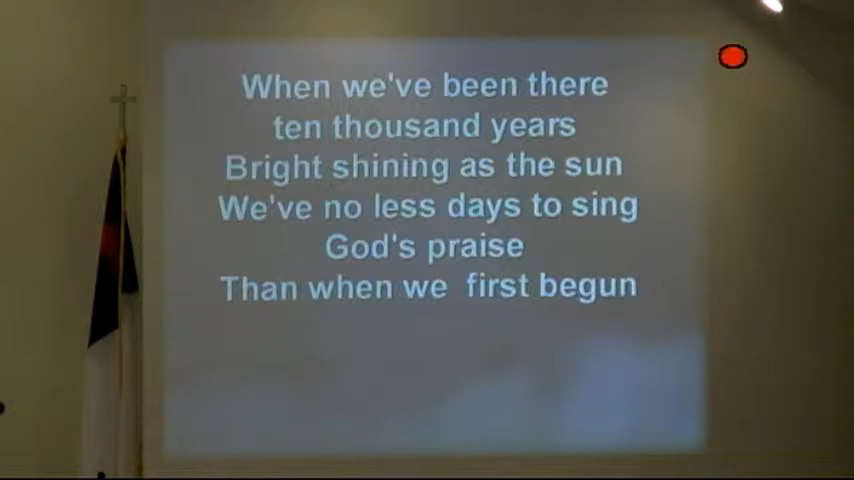 When we've been there
ten thousand years
Bright shining as the sun
We've no less days to sing
God's praise
Than when we  first begun